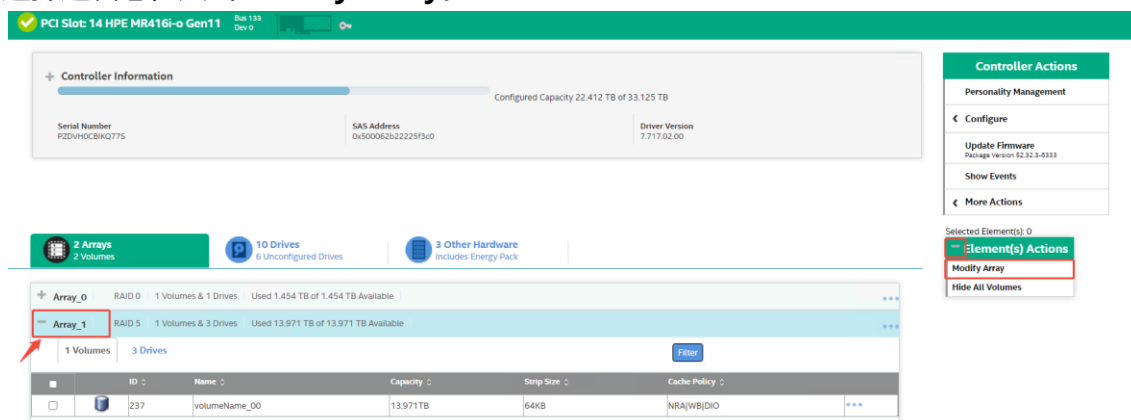 PCI Slot: 14 HPE MR416i-o Gen11 Bus 133
Dev 0
Controller Information
Configured Capacity 22.412 TB of 33.125 TB
Serial Number SAS Address Driver Version
PZDVH0CBIKQ77S 0x500062b22225f3c0 7.717.02.00
Controller Actions
Personality Management
Configure
Update Firmware
Package Version 52.32.3-6333
Show Events
More Actions
Selected Element(s): 0
Element(s) Actions
Modify Array
Hide All Volumes
2 Arrays 10 Drives 3 Other Hardware
2 Volumes 6 Unconfigured Drives Includes Energy Pack
Array_0 RAID 0 1 Volumes & 1 Drives Used 1.454 TB of 1.454 TB Available
Array_1 RAID 5 1 Volumes & 3 Drives Used 13.971 TB of 13.971 TB Available
1 Volumes 3 Drives Filter
ID Name Capacity Strip Size Cache Policy
237 volumeName_00 13.971TB 64KB NRA|WB|DIO